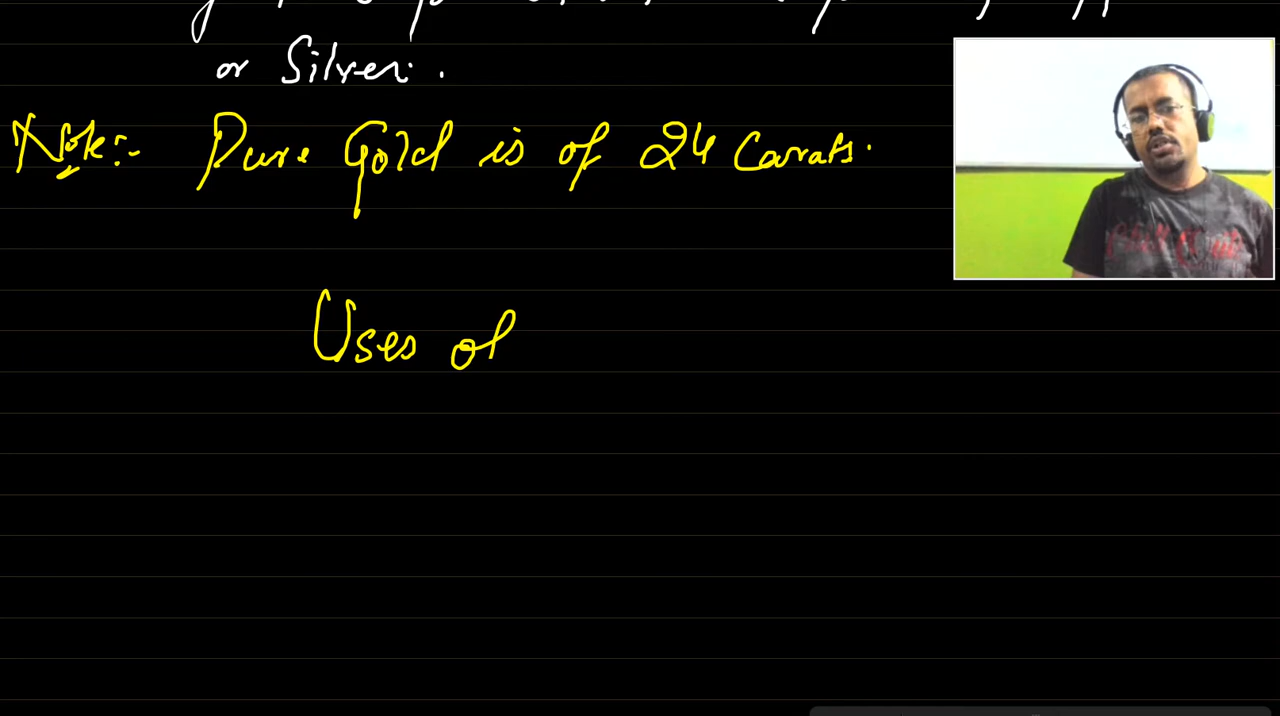 or Silver.
Note:- Pure Gold is of 24 Carats.
Uses of